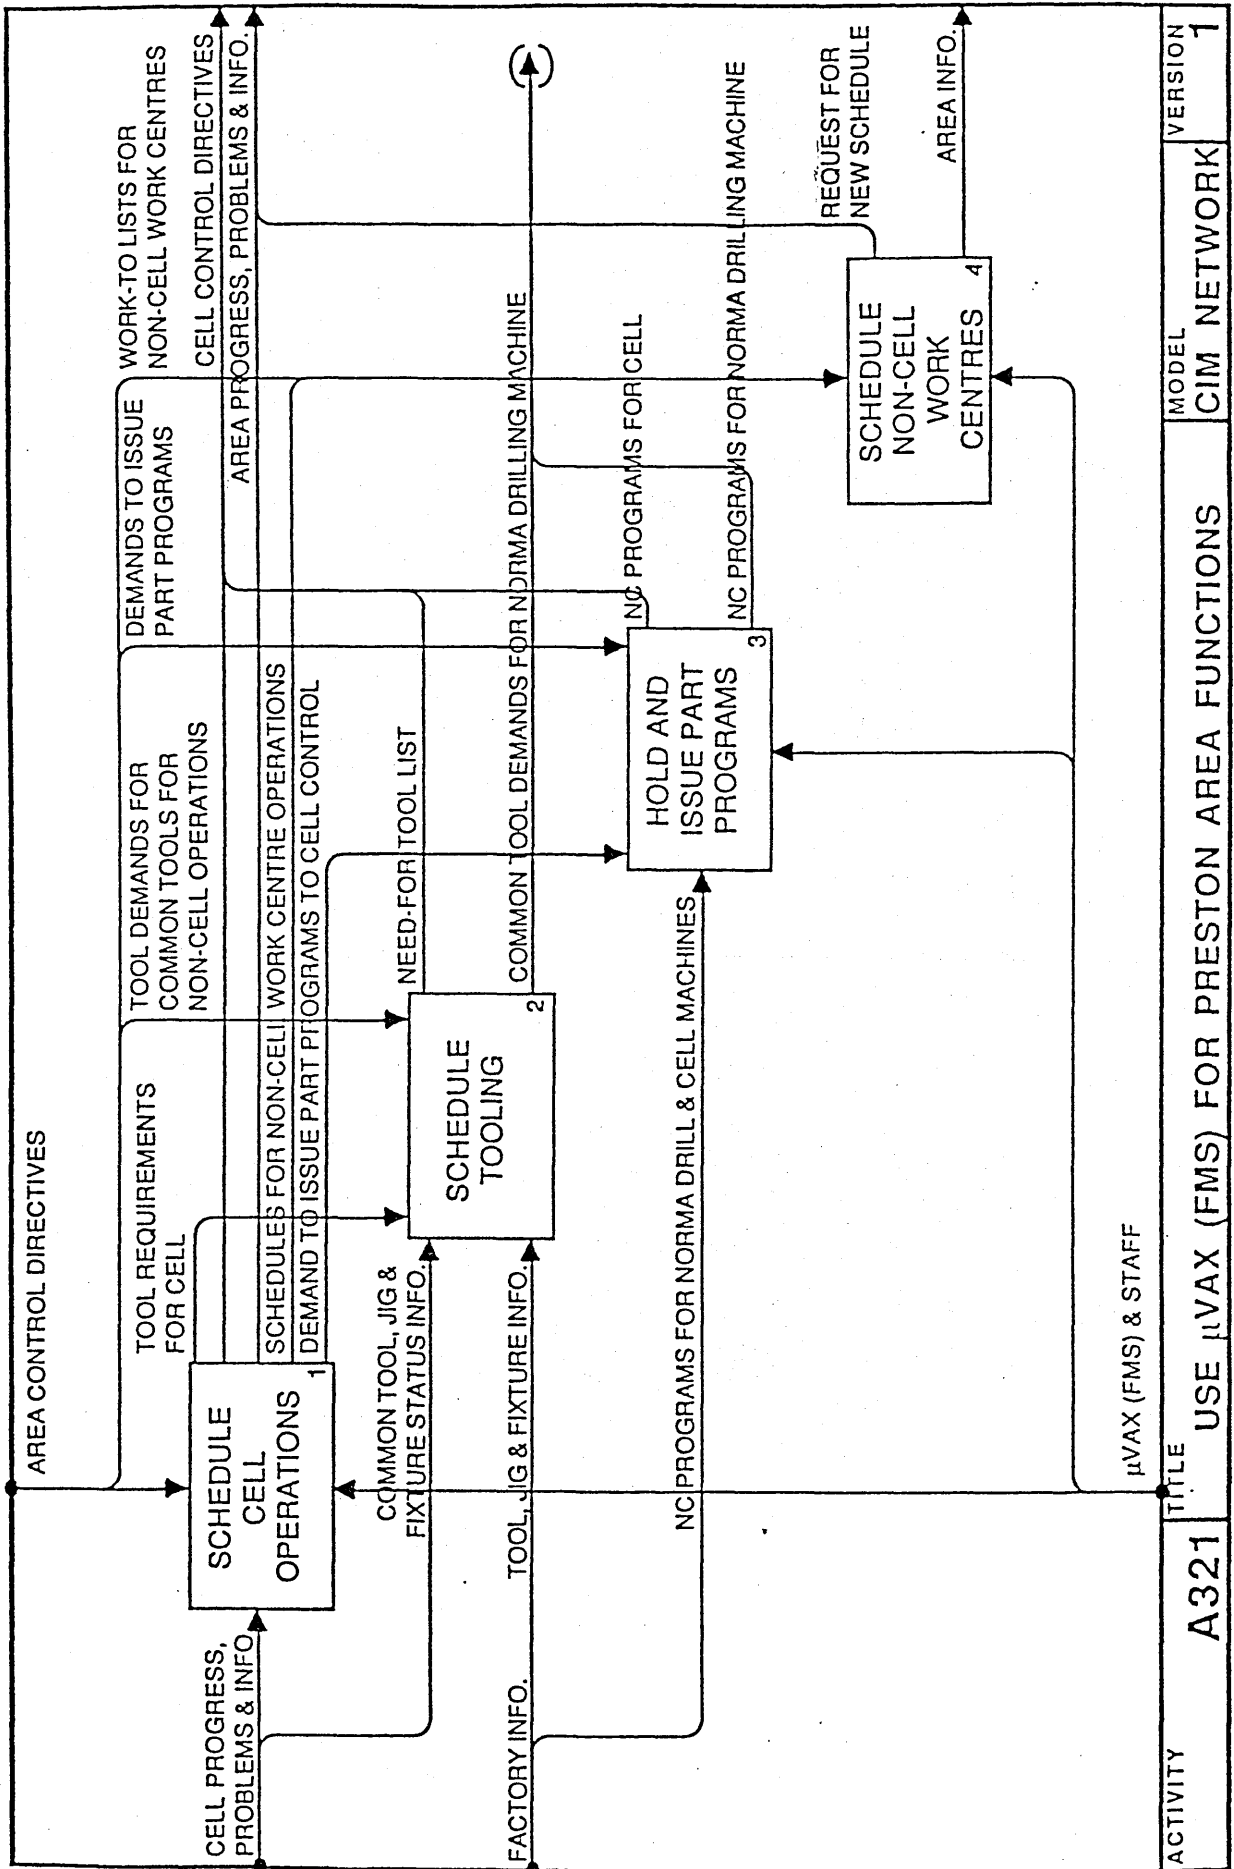 AREA CONTROL DIRECTIVES
TOOL REQUIREMENTS
FOR CELL
TOOL DEMANDS FOR
COMMON TOOLS FOR
NON-CELL OPERATIONS
DEMANDS TO ISSUE
PART PROGRAMS
WORK-TO LISTS FOR
NON-CELL WORK CENTRES
CELL CONTROL DIRECTIVES
AREA PROGRESS, PROBLEMS & INFO.
CELL PROGRESS,
PROBLEMS & INFO
SCHEDULE
CELL
OPERATIONS
1
SCHEDULES FOR NON-CELL WORK CENTRE OPERATIONS
DEMAND TO ISSUE PART PROGRAMS TO CELL CONTROL
COMMON TOOL, JIG &
FIXTURE STATUS INFO.
NEED-FOR TOOL LIST
SCHEDULE
TOOLING
2
FACTORY INFO.
TOOL, JIG & FIXTURE INFO.
COMMON TOOL DEMANDS FOR NORMA DRILLING MACHINE
( )
NC PROGRAMS FOR CELL
HOLD AND
ISSUE PART
PROGRAMS
3
NC PROGRAMS FOR NORMA DRILL & CELL MACHINES
NC PROGRAMS FOR NORMA DRILLING MACHINE
REQUEST FOR
NEW SCHEDULE
SCHEDULE
NON-CELL
WORK
CENTRES
4
AREA INFO.
µVAX (FMS) & STAFF
ACTIVITY
A321
TITLE
USE µVAX (FMS) FOR PRESTON AREA FUNCTIONS
MODEL
CIM NETWORK
VERSION
1